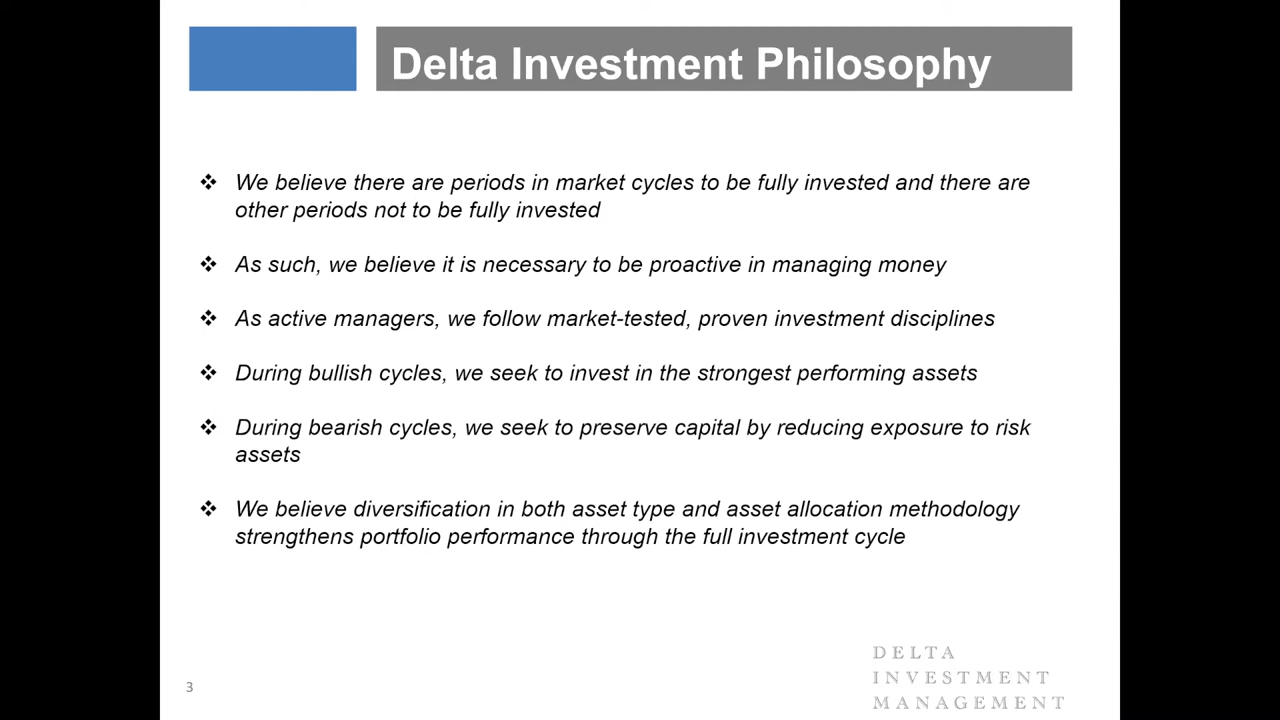 Delta Investment Philosophy
❖ We believe there are periods in market cycles to be fully invested and there are
other periods not to be fully invested
❖ As such, we believe it is necessary to be proactive in managing money
❖ As active managers, we follow market-tested, proven investment disciplines
❖ During bullish cycles, we seek to invest in the strongest performing assets
❖ During bearish cycles, we seek to preserve capital by reducing exposure to risk
assets
❖ We believe diversification in both asset type and asset allocation methodology
strengthens portfolio performance through the full investment cycle
3
DELTA
INVESTMENT
MANAGEMENT